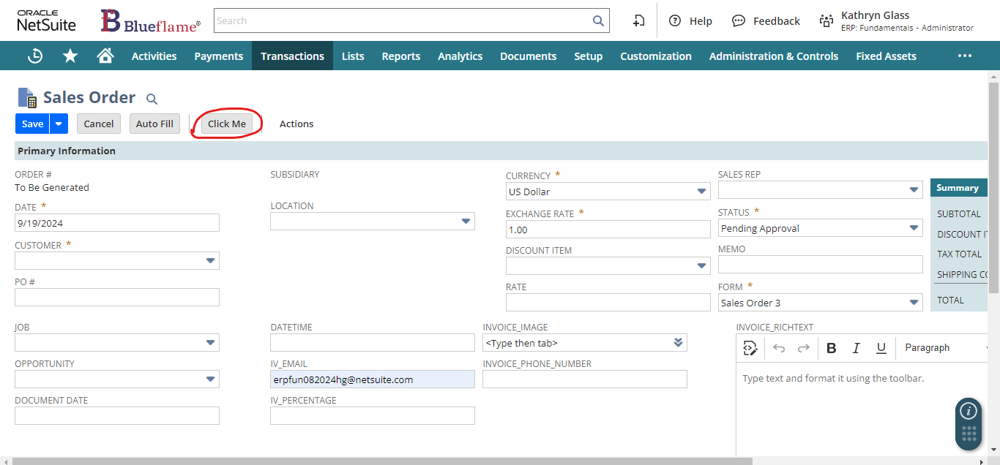 ORACLE
NetSuite
Blueflame®
Search
Help
Feedback
Kathryn Glass
ERP: Fundamentals - Administrator
Activities
Payments
Transactions
Lists
Reports
Analytics
Documents
Setup
Customization
Administration & Controls
Fixed Assets
Sales Order
Save
Cancel
Auto Fill
Click Me
Actions
Primary Information
ORDER #
To Be Generated
DATE *
9/19/2024
CUSTOMER *
PO #
SUBSIDIARY
LOCATION
CURRENCY *
US Dollar
EXCHANGE RATE *
1.00
DISCOUNT ITEM
RATE
SALES REP
STATUS *
Pending Approval
MEMO
FORM *
Sales Order 3
Summary
SUBTOTAL
DISCOUNT
TAX TOTAL
SHIPPING
TOTAL
JOB
OPPORTUNITY
DOCUMENT DATE
DATETIME
IV_EMAIL
erpfun082024hg@netsuite.com
IV_PERCENTAGE
INVOICE_IMAGE
<Type then tab>
INVOICE_PHONE_NUMBER
INVOICE_RICHTEXT
B I U Paragraph
Type text and format it using the toolbar.